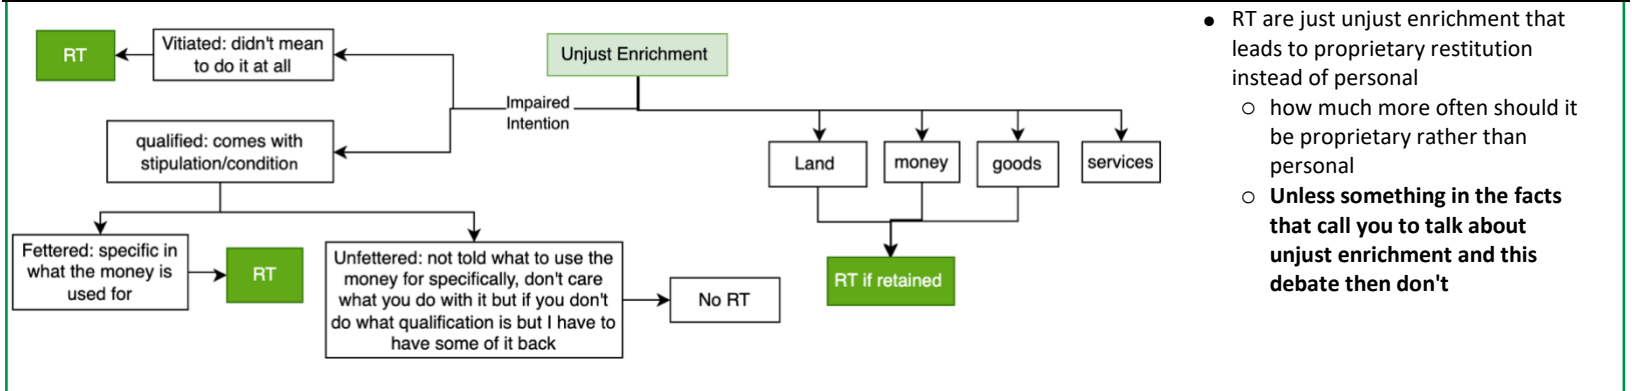 RT
Vitiated: didn't mean
to do it at all
Unjust Enrichment
Impaired
Intention
qualified: comes with
stipulation/condition
Land
money
goods
services
Fettered: specific in
what the money is
used for
RT
Unfettered: not told what to use the
money for specifically, don't care
what you do with it but if you don't
do what qualification is but I have to
have some of it back
No RT
RT if retained
● RT are just unjust enrichment that
leads to proprietary restitution
instead of personal
○ how much more often should it
be proprietary rather than
personal
○ Unless something in the facts
that call you to talk about
unjust enrichment and this
debate then don't